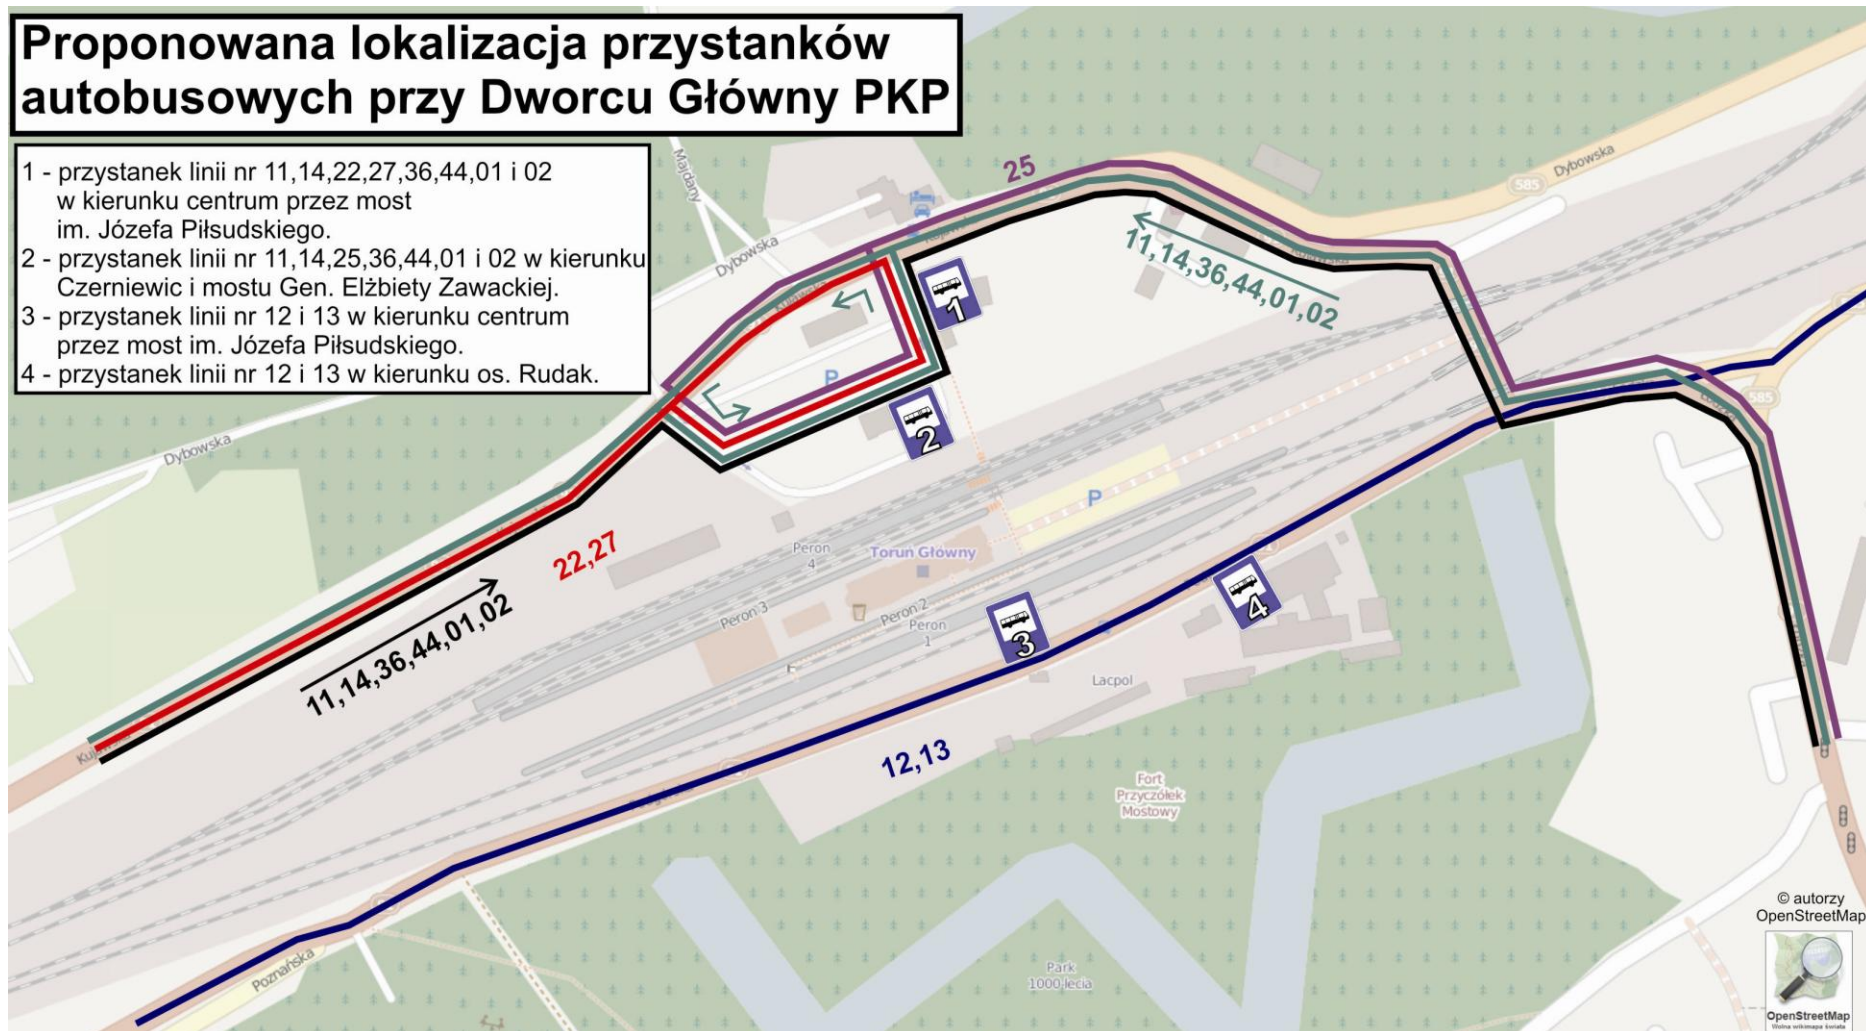 Proponowana lokalizacja przystanków
autobusowych przy Dworcu Główny PKP
1 - przystanek linii nr 11,14,22,27,36,44,01 i 02
w kierunku centrum przez most
im. Józefa Piłsudskiego.
2 - przystanek linii nr 11,14,25,36,44,01 i 02 w kierunku
Czerniewic i mostu Gen. Elżbiety Zawackiej.
3 - przystanek linii nr 12 i 13 w kierunku centrum
przez most im. Józefa Piłsudskiego.
4 - przystanek linii nr 12 i 13 w kierunku os. Rudak.
Majdany
25
Dybowska
585
Dybowska
11,14,36,44,01,02
1
P
2
585
Dybowska
P
22,27
Peron
4
Toruń Główny
11,14,36,44,01,02
Peron 3
Peron 2
Peron
1
3
4
Lacpol
12,13
Fort
Przyczółek
Mostowy
Poznańska
Park
1000-lecia
© autorzy
OpenStreetMap
OpenStreetMap
Wolna wikimapa świata